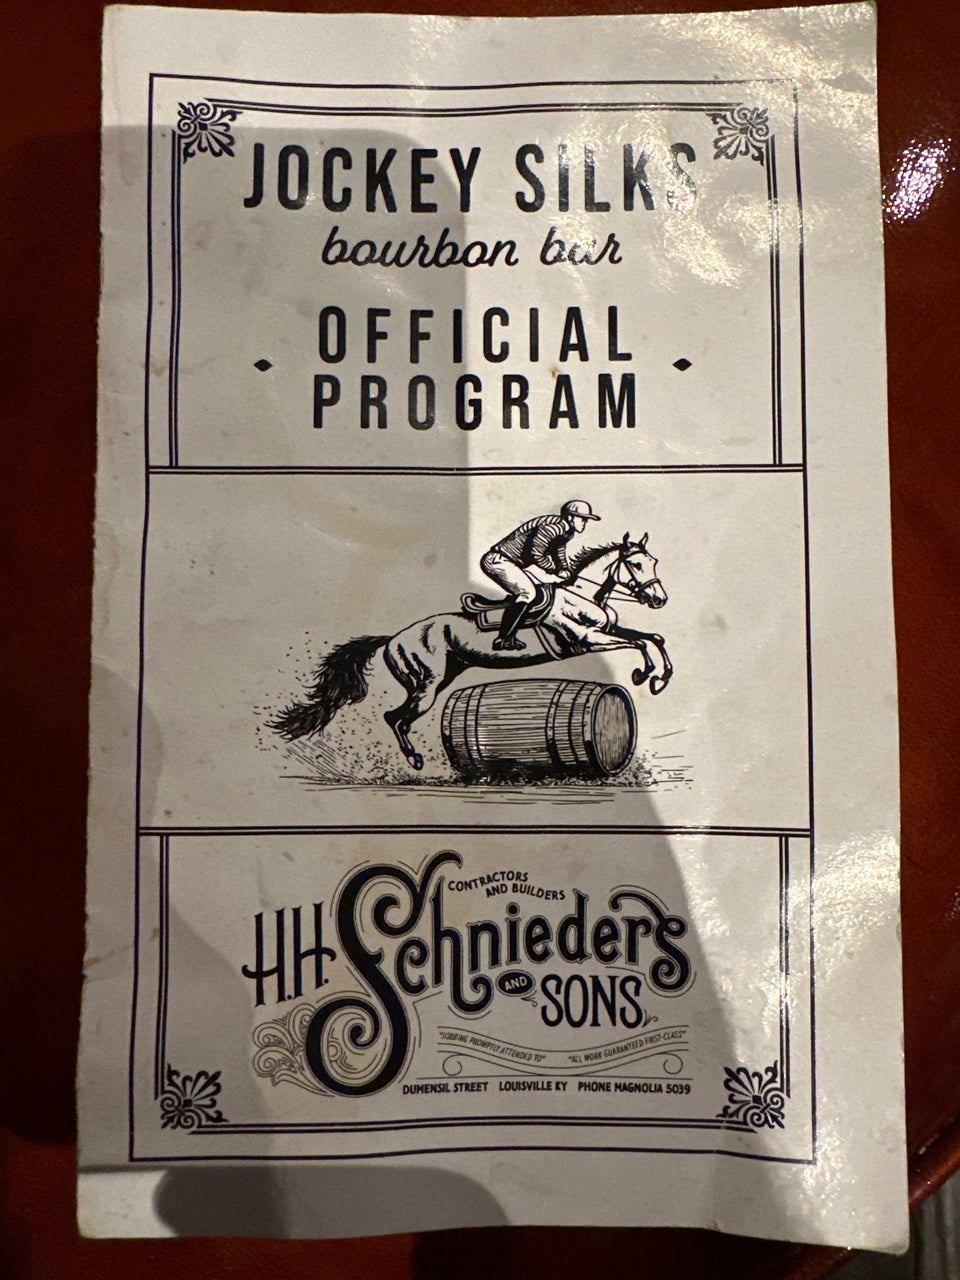 JOCKEY SILKS
bourbon bar
OFFICIAL
PROGRAM
CONTRACTORS
AND BUILDERS
H.H. Schnieders
AND SONS
"JOBBING PROMPTLY ATTENDED TO" "ALL WORK GUARANTEED FIRST-CLASS"
DUMENSIL STREET LOUISVILLE KY PHONE MAGNOLIA 5039